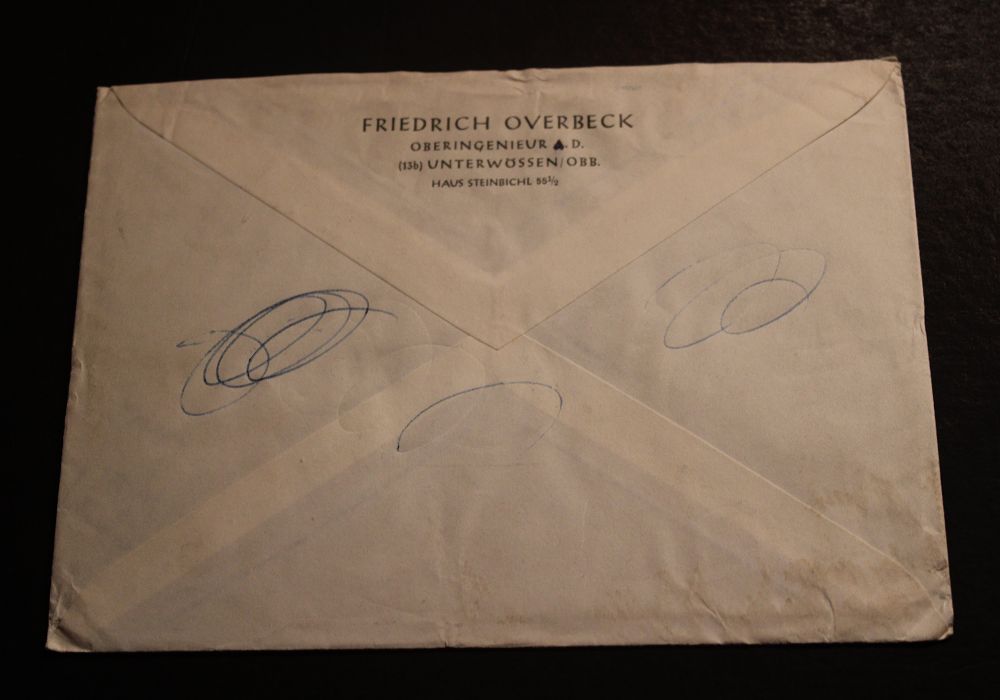 FRIEDRICH OVERBECK
OBERINGENIEUR A. D.
(13b) UNTERWÖSSEN/OBB.
HAUS STEINBICHL 55½